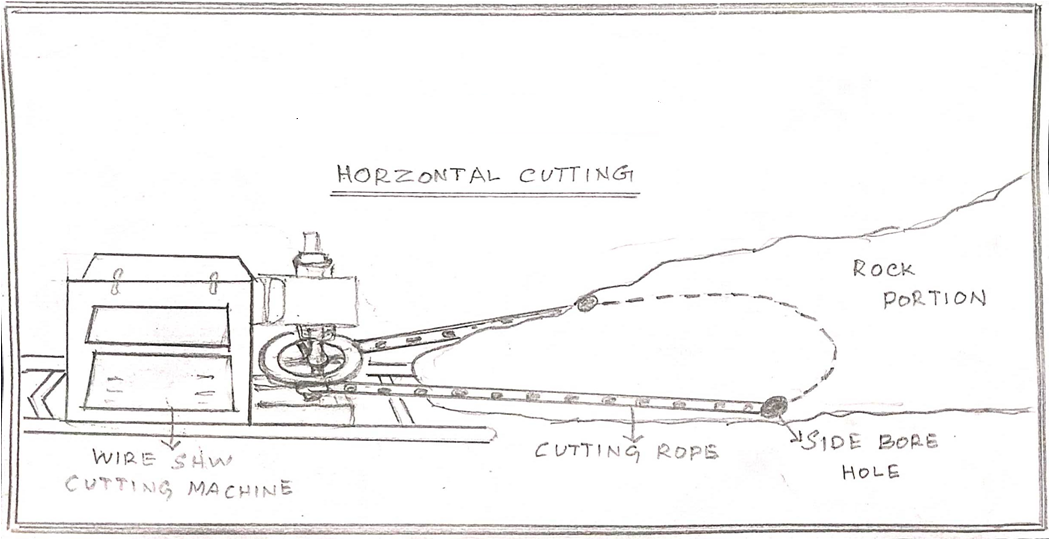 HORZONTAL CUTTING
ROCK
PORTION
WIRE SAW
CUTTING MACHINE
CUTTING ROPE
SIDE BORE
HOLE